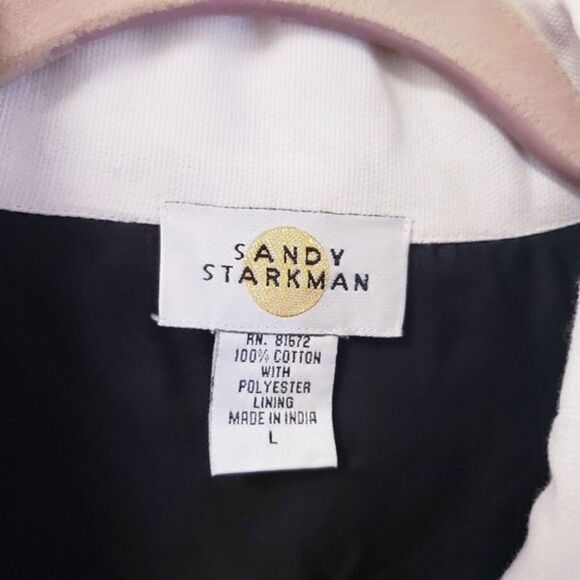 SANDY
STARKMAN
RN. 81672
100% COTTON
WITH
POLYESTER
LINING
MADE IN INDIA
L